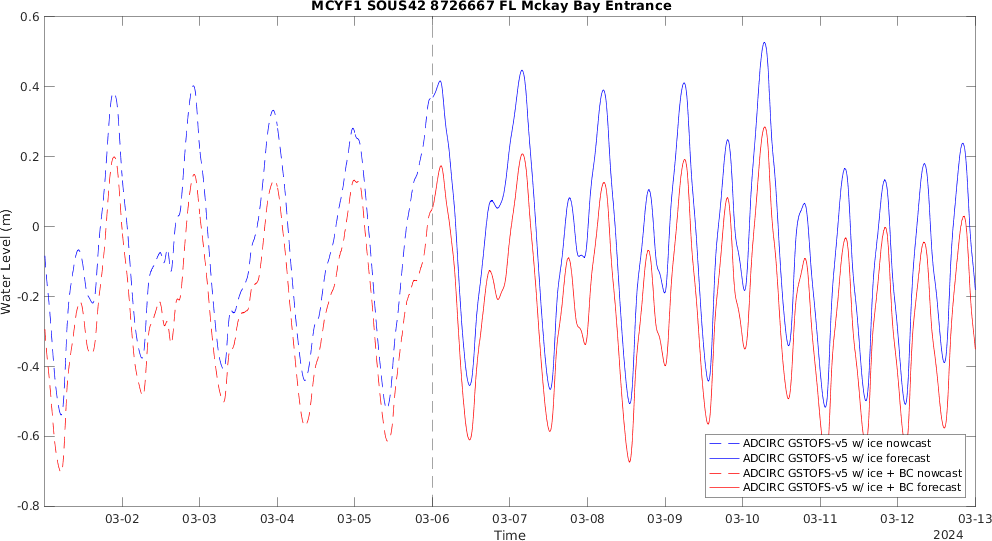 MCYF1 SOUS42 8726667 FL Mckay Bay Entrance
0.6
0.4
0.2
0
-0.2
-0.4
-0.6
-0.8
Water Level (m)
ADCIRC GSTOFS-v5 w/ ice nowcast
ADCIRC GSTOFS-v5 w/ ice forecast
ADCIRC GSTOFS-v5 w/ ice + BC nowcast
ADCIRC GSTOFS-v5 w/ ice + BC forecast
03-02 03-03 03-04 03-05 03-06 03-07 03-08 03-09 03-10 03-11 03-12 03-13
Time
2024